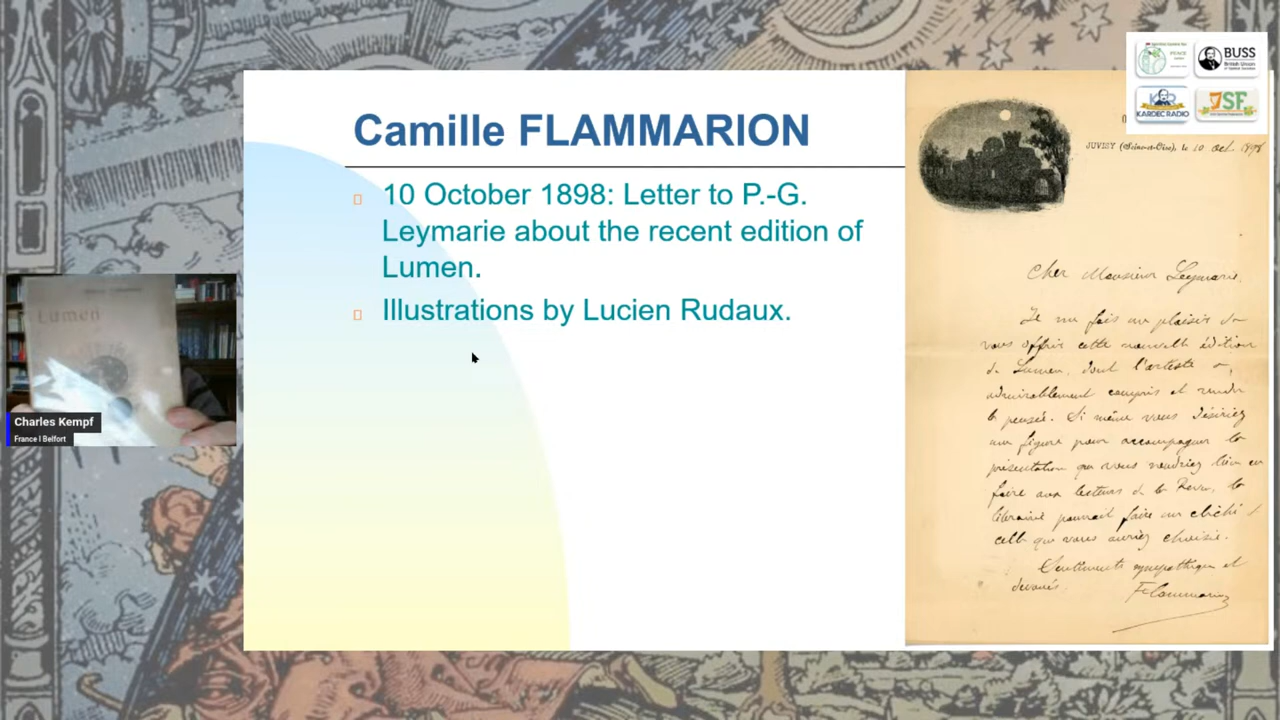 Camille FLAMMARION
10 October 1898: Letter to P.-G.
Leymarie about the recent edition of
Lumen.
Illustrations by Lucien Rudaux.
Lumen
Charles Kempf
France I Belfort
PEACE
BUSS
British Union
KARDEC RADIO
SF
JUVISY (Seine-et-Oise), le 10 Oct. 1898
Cher Monsieur Leymarie,
Je me fais un plaisir de
vous offrir cette nouvelle édition
de Lumen, dont l'artiste a
admirablement compris et rendu
la pensée. Si même vous désiriez
une figure pour accompagner la
présentation que vous voudriez bien en
faire aux lecteurs de la Revue, la
librairie pourrait faire un cliché de
celle que vous auriez choisie.
Sentiments sympathiques et
dévoués.
Flammarion